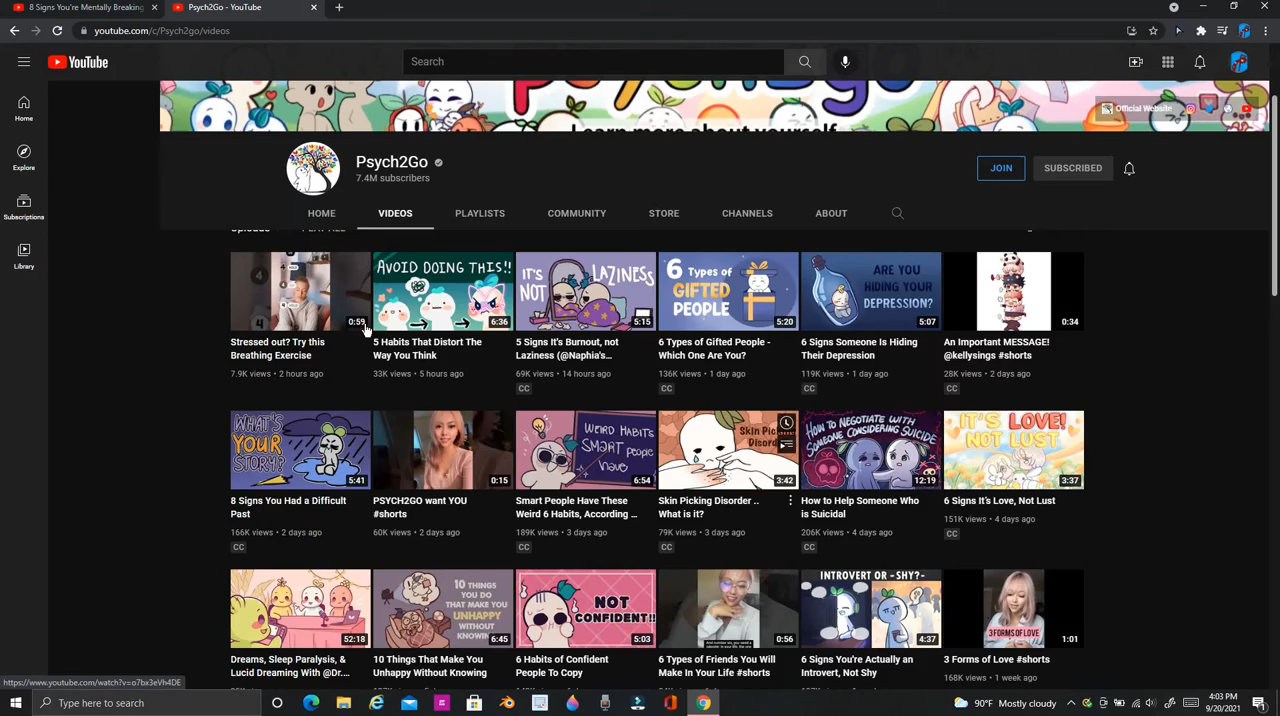 8 Signs You're Mentally Breaking
Psych2Go - YouTube
youtube.com/c/Psych2go/videos
YouTube
Search
Learn more about yourself
Official Website
Home
Explore
Subscriptions
Library
Psych2Go
7.4M subscribers
JOIN
SUBSCRIBED
HOME VIDEOS PLAYLISTS COMMUNITY STORE CHANNELS ABOUT
Uploads PLAY ALL
0:59
AVOID DOING THIS!!
6:36
IT'S NOT LAZINESS
5:15
6 Types of GIFTED PEOPLE
5:20
ARE YOU HIDING YOUR DEPRESSION?
5:07
0:34
Stressed out? Try this
Breathing Exercise
7.9K views • 2 hours ago
5 Habits That Distort The
Way You Think
33K views • 5 hours ago
5 Signs It's Burnout, not
Laziness (@Naphia's...
69K views • 14 hours ago
CC
6 Types of Gifted People -
Which One Are You?
136K views • 1 day ago
CC
6 Signs Someone Is Hiding
Their Depression
119K views • 1 day ago
CC
An Important MESSAGE!
@kellysings #shorts
28K views • 2 days ago
CC
WHAT'S YOUR STORY?
5:41
0:15
WEIRD HABITS SMART people have
6:54
Skin Picking Disorder
3:42
HOW TO NEGOTIATE WITH SOMEONE CONSIDERING SUICIDE
12:19
IT'S LOVE! NOT LUST
3:37
8 Signs You Had a Difficult
Past
166K views • 2 days ago
CC
PSYCH2GO want YOU
#shorts
60K views • 2 days ago
Smart People Have These
Weird 6 Habits, According ...
189K views • 3 days ago
CC
Skin Picking Disorder ..
What is it?
79K views • 3 days ago
CC
How to Help Someone Who
is Suicidal
206K views • 4 days ago
CC
6 Signs It's Love, Not Lust
151K views • 4 days ago
CC
52:18
10 THINGS YOU DO THAT MAKE YOU UNHAPPY WITHOUT KNOWING
6:45
NOT CONFIDENT!!
5:03
0:56
INTROVERT OR -SHY?-
4:37
3 FORMS OF LOVE
1:01
Dreams, Sleep Paralysis, &
Lucid Dreaming With @Dr....
10 Things That Make You
Unhappy Without Knowing
6 Habits of Confident
People To Copy
6 Types of Friends You Will
Make In Your Life #shorts
6 Signs You're Actually an
Introvert, Not Shy
3 Forms of Love #shorts
168K views • 1 week ago
https://www.youtube.com/watch?v=o7bx3eVh4DE
Type here to search
90°F Mostly cloudy
4:03 PM
9/20/2021